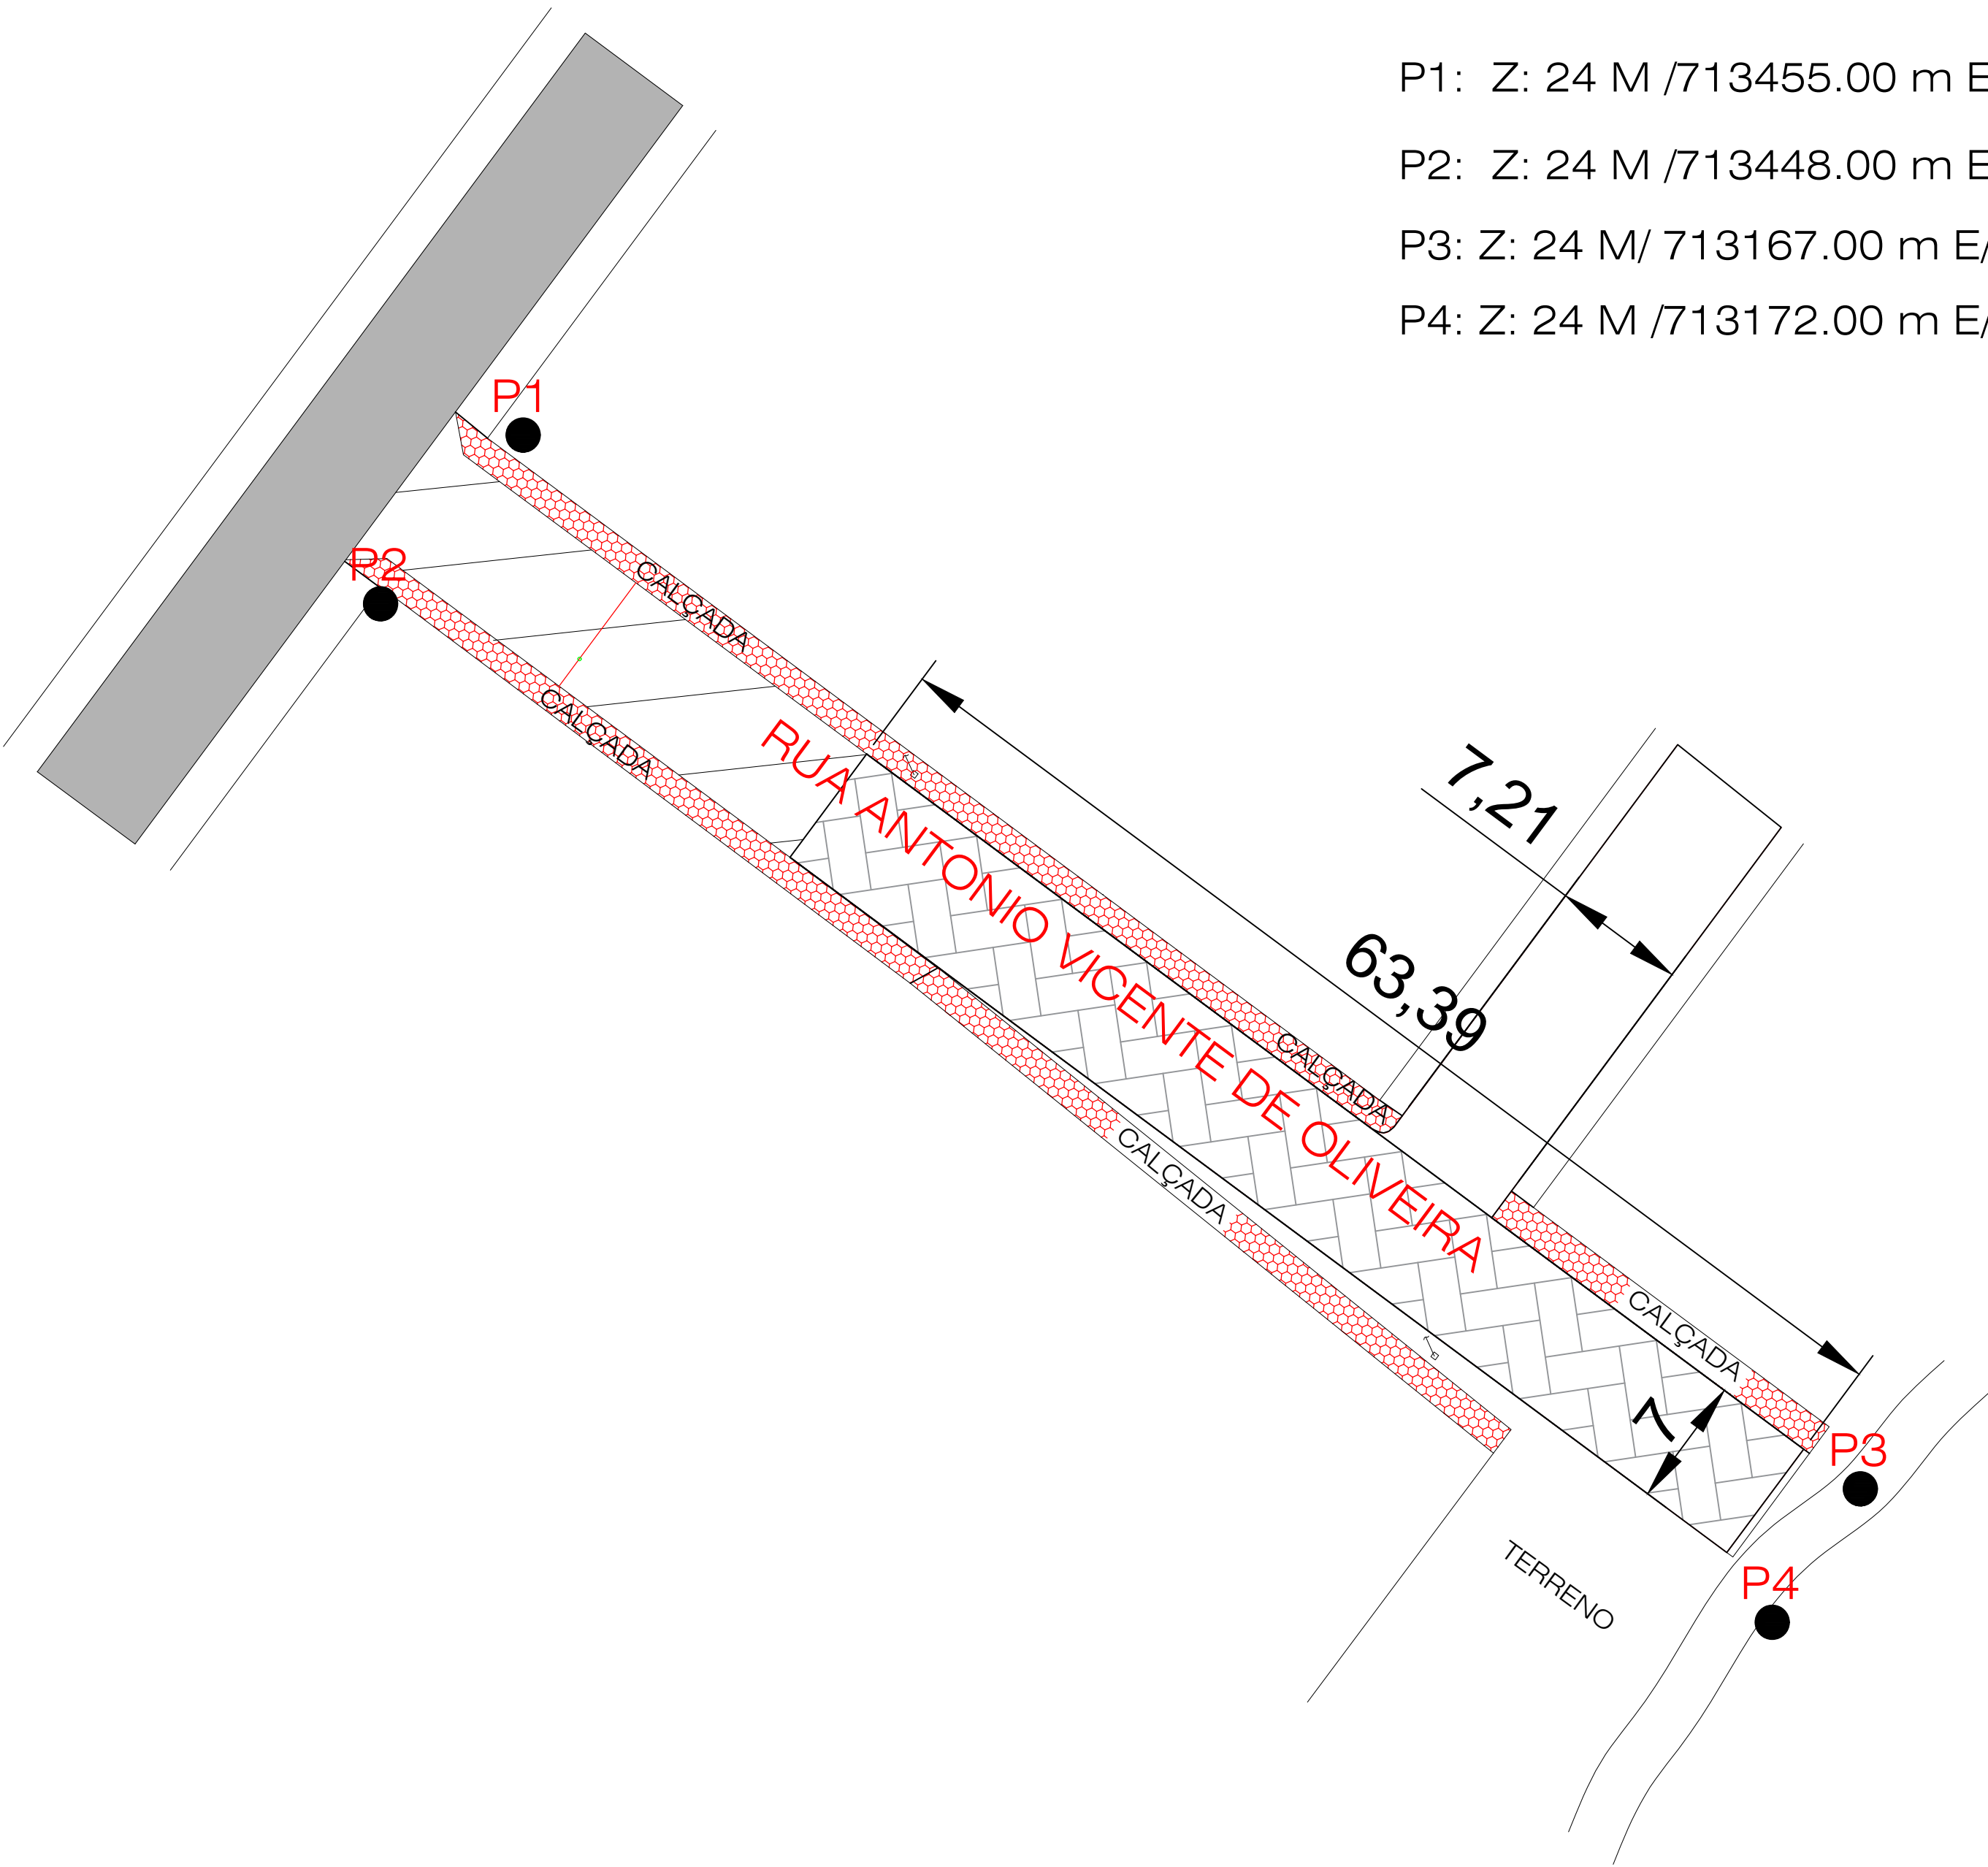 P1: Z: 24 M /713455.00 m E
P2: Z: 24 M /713448.00 m E
P3: Z: 24 M/ 713167.00 m E/
P4: Z: 24 M /713172.00 m E/
P1
P2
CALÇADA
CALÇADA
RUA ANTONIO VICENTE DE OLIVEIRA
7,21
63,39
CALÇADA
CALÇADA
CALÇADA
7
P3
P4
TERRENO